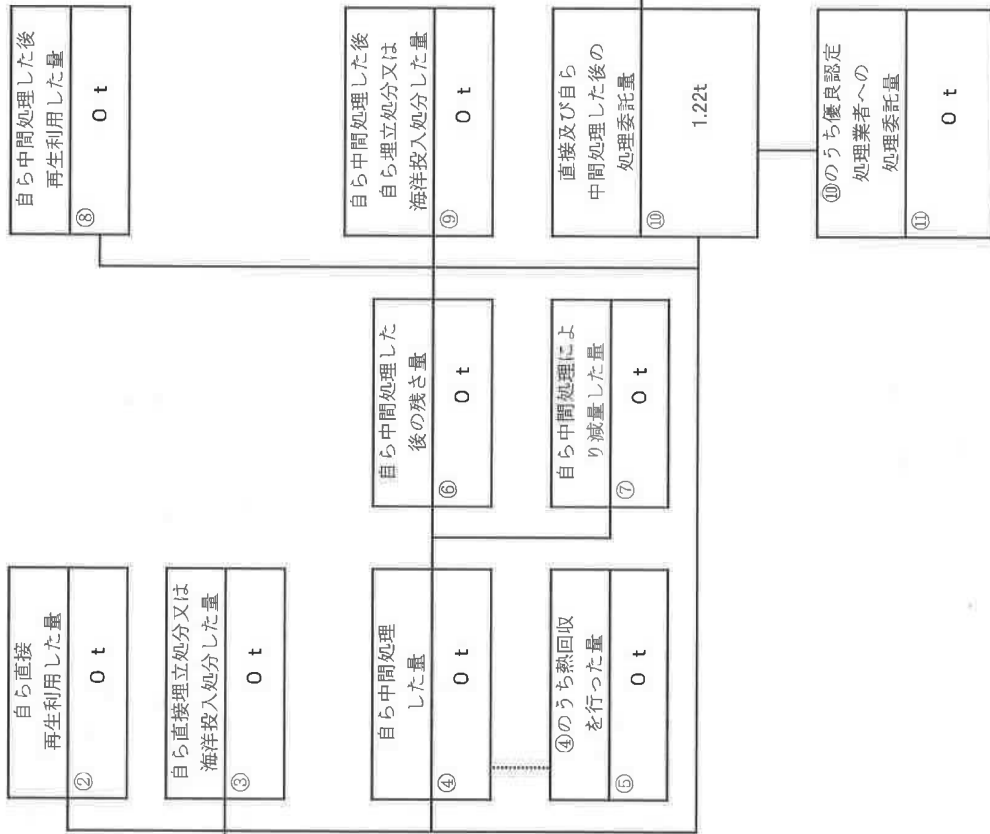 自ら直接
再生利用した量
②
0 t
自ら直接埋立処分又は
海洋投入処分した量
③
0 t
自ら中間処理
した量
④
0 t
④のうち熱回収
を行った量
⑤
0 t
自ら中間処理した
後の残さ量
⑥
0 t
自ら中間処理によ
り減量した量
⑦
0 t
自ら中間処理した後
再生利用した量
⑧
0 t
自ら中間処理した後
自ら埋立処分又は
海洋投入処分した量
⑨
0 t
直接及び自ら
中間処理した後の
処理委託量
⑩
1.22t
⑩のうち優良認定
処理業者への
処理委託量
⑪
0 t